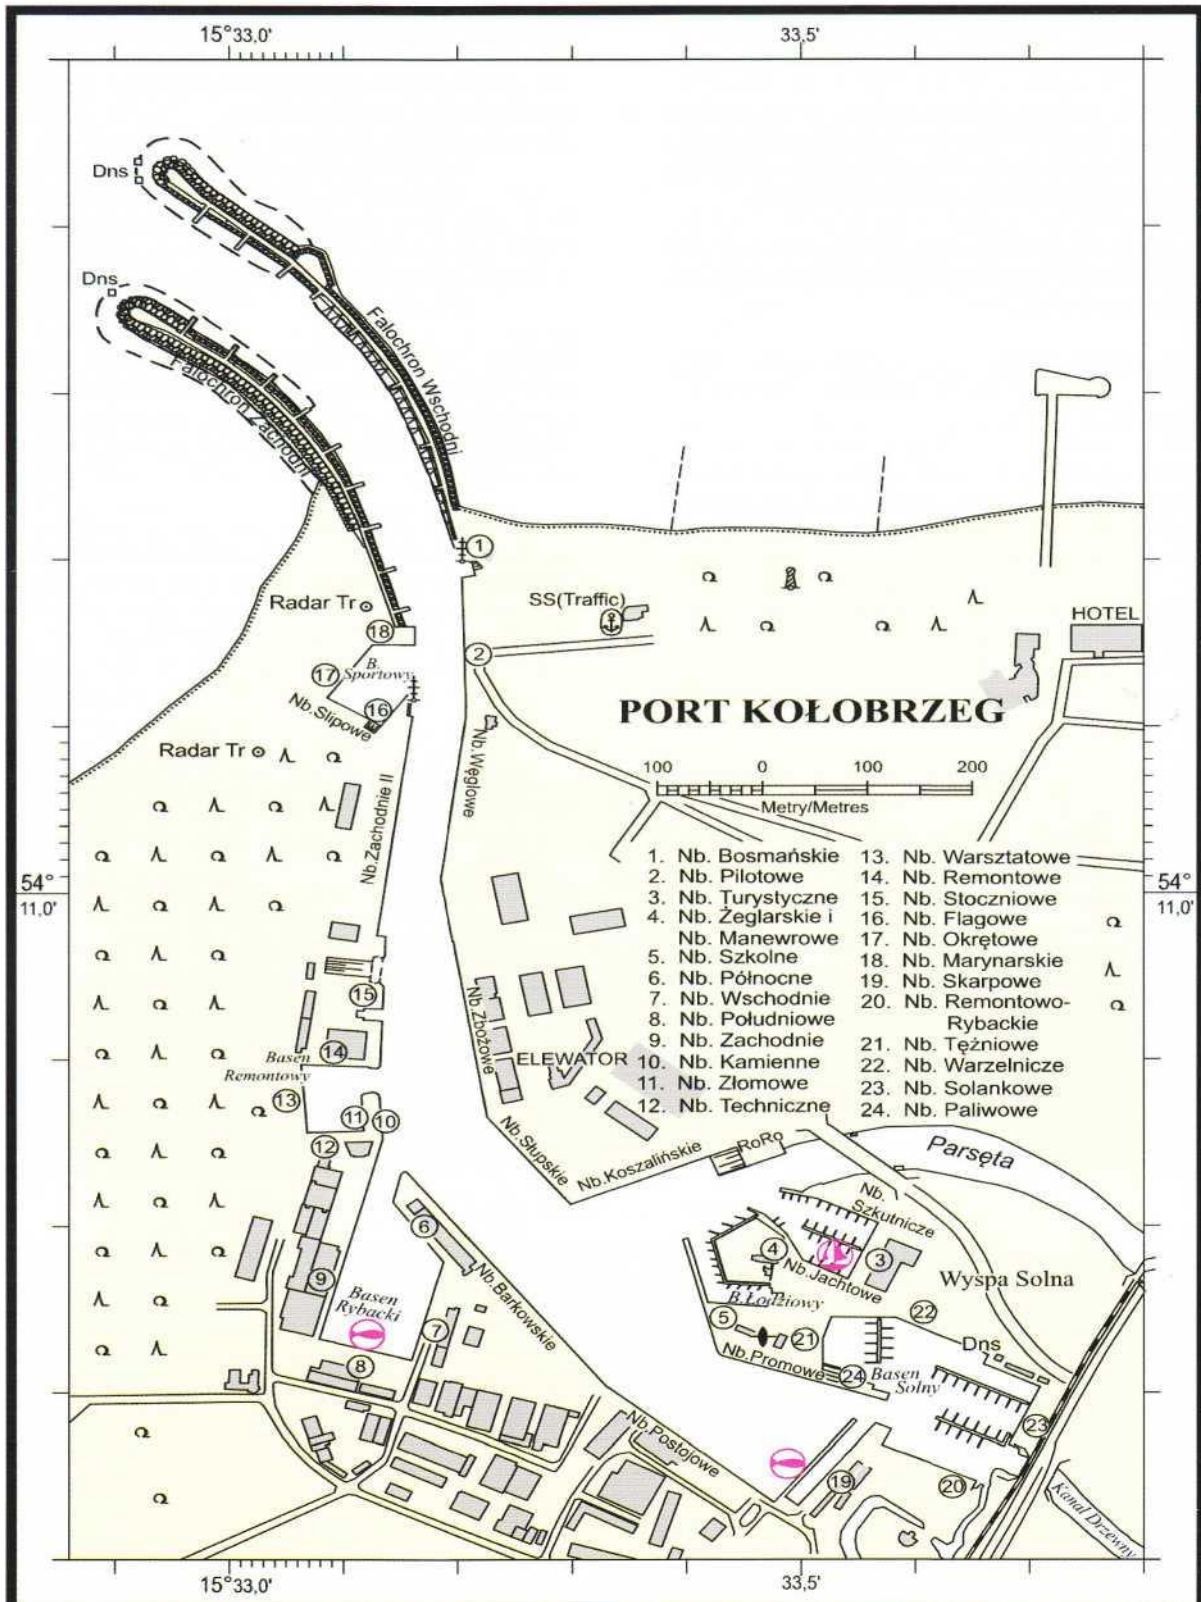 15°33,0'
33,5'
Dns
Dns
Falochron Wschodni
Falochron Zachodni
1
SS(Traffic)
Radar Tr
HOTEL
18
2
B.
Sportowy
17
16
Nb.Slipowe
PORT KOŁOBRZEG
Radar Tr
Nb.Węglowe
100 0 100 200
Metry/Metres
Nb.Zachodnie II
54°
11,0'
54°
11,0'
1. Nb. Bosmańskie
2. Nb. Pilotowe
3. Nb. Turystyczne
4. Nb. Żeglarskie i
Nb. Manewrowe
5. Nb. Szkolne
6. Nb. Północne
7. Nb. Wschodnie
8. Nb. Południowe
9. Nb. Zachodnie
10. Nb. Kamienne
11. Nb. Złomowe
12. Nb. Techniczne
13. Nb. Warsztatowe
14. Nb. Remontowe
15. Nb. Stoczniowe
16. Nb. Flagowe
17. Nb. Okrętowe
18. Nb. Marynarskie
19. Nb. Skarpowe
20. Nb. Remontowo-
Rybackie
21. Nb. Tężniowe
22. Nb. Warzelnicze
23. Nb. Solankowe
24. Nb. Paliwowe
15
Nb.Zbożowe
14
Basen
Remontowy
ELEWATOR
13
11
10
12
Nb.Słupskie
Nb.Koszalińskie
RoRo
Parsęta
Nb.
Szkutnicze
6
4
3
Nb.Jachtowe
Wyspa Solna
9
Basen
Rybacki
Nb.Barkowskie
B.Łodziowy
22
5
21
7
Nb.Promowe
Dns
8
24
Basen
Solny
Nb.Postojowe
23
19
20
Kanał Drzewny
15°33,0'
33,5'